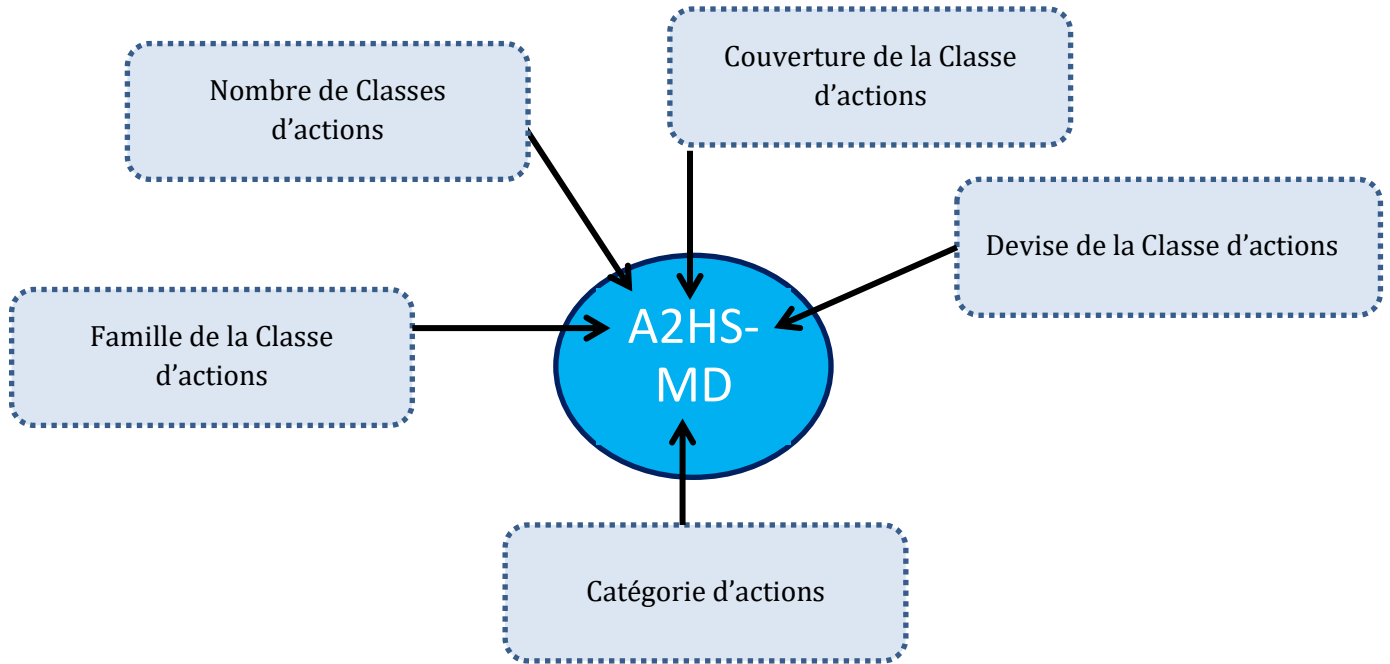 Couverture de la Classe
d’actions
Nombre de Classes
d’actions
Devise de la Classe d’actions
Famille de la Classe
d’actions
A2HS-
MD
Catégorie d’actions